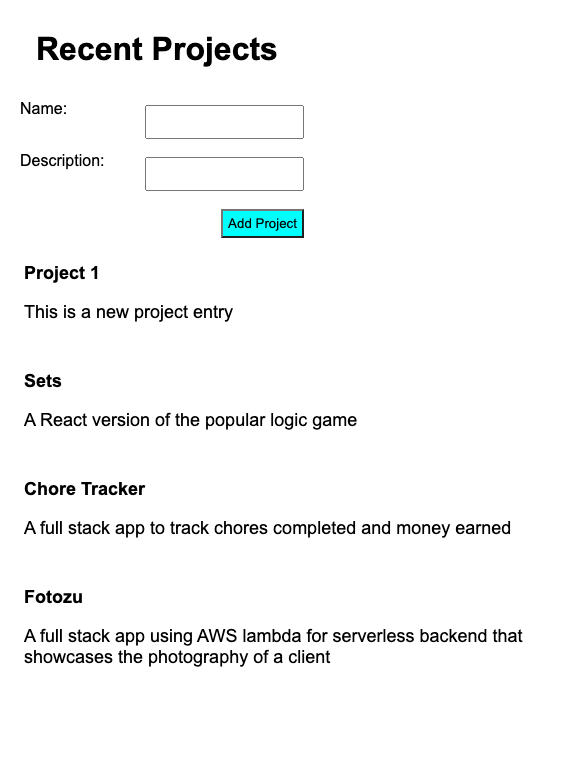 Recent Projects
Name:
Description:
Add Project
Project 1
This is a new project entry
Sets
A React version of the popular logic game
Chore Tracker
A full stack app to track chores completed and money earned
Fotozu
A full stack app using AWS lambda for serverless backend that
showcases the photography of a client